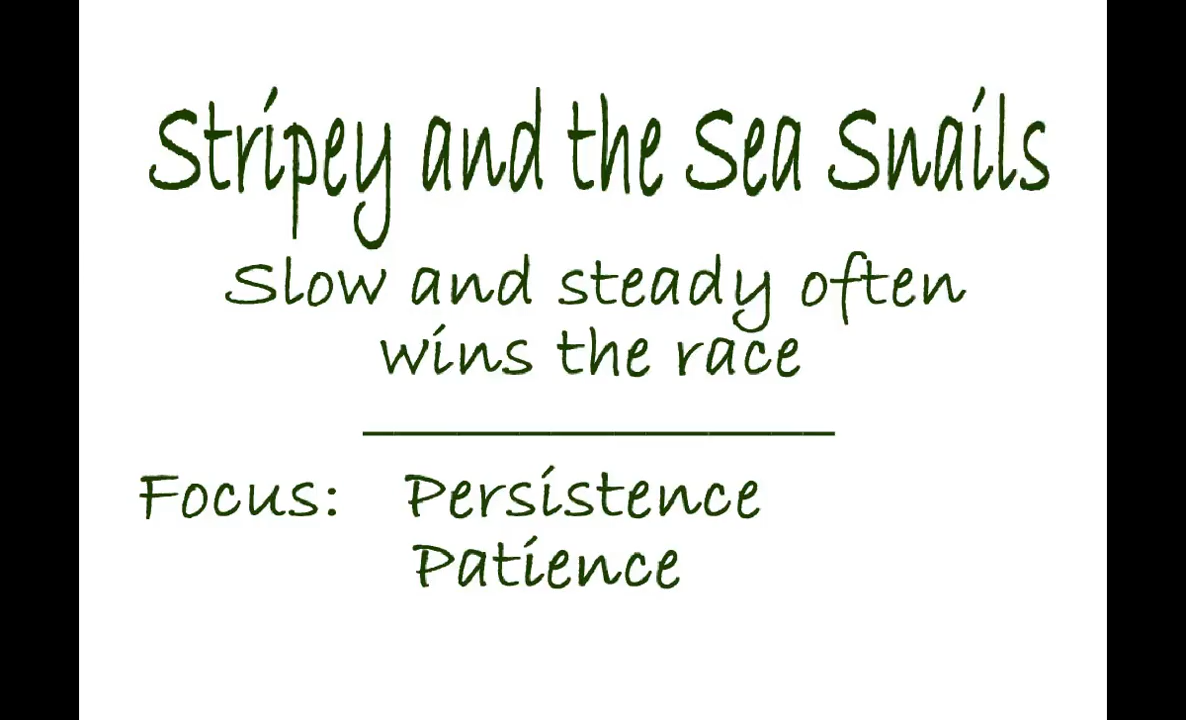 Stripey and the Sea Snails
Slow and steady often
wins the race
Focus: Persistence
Patience